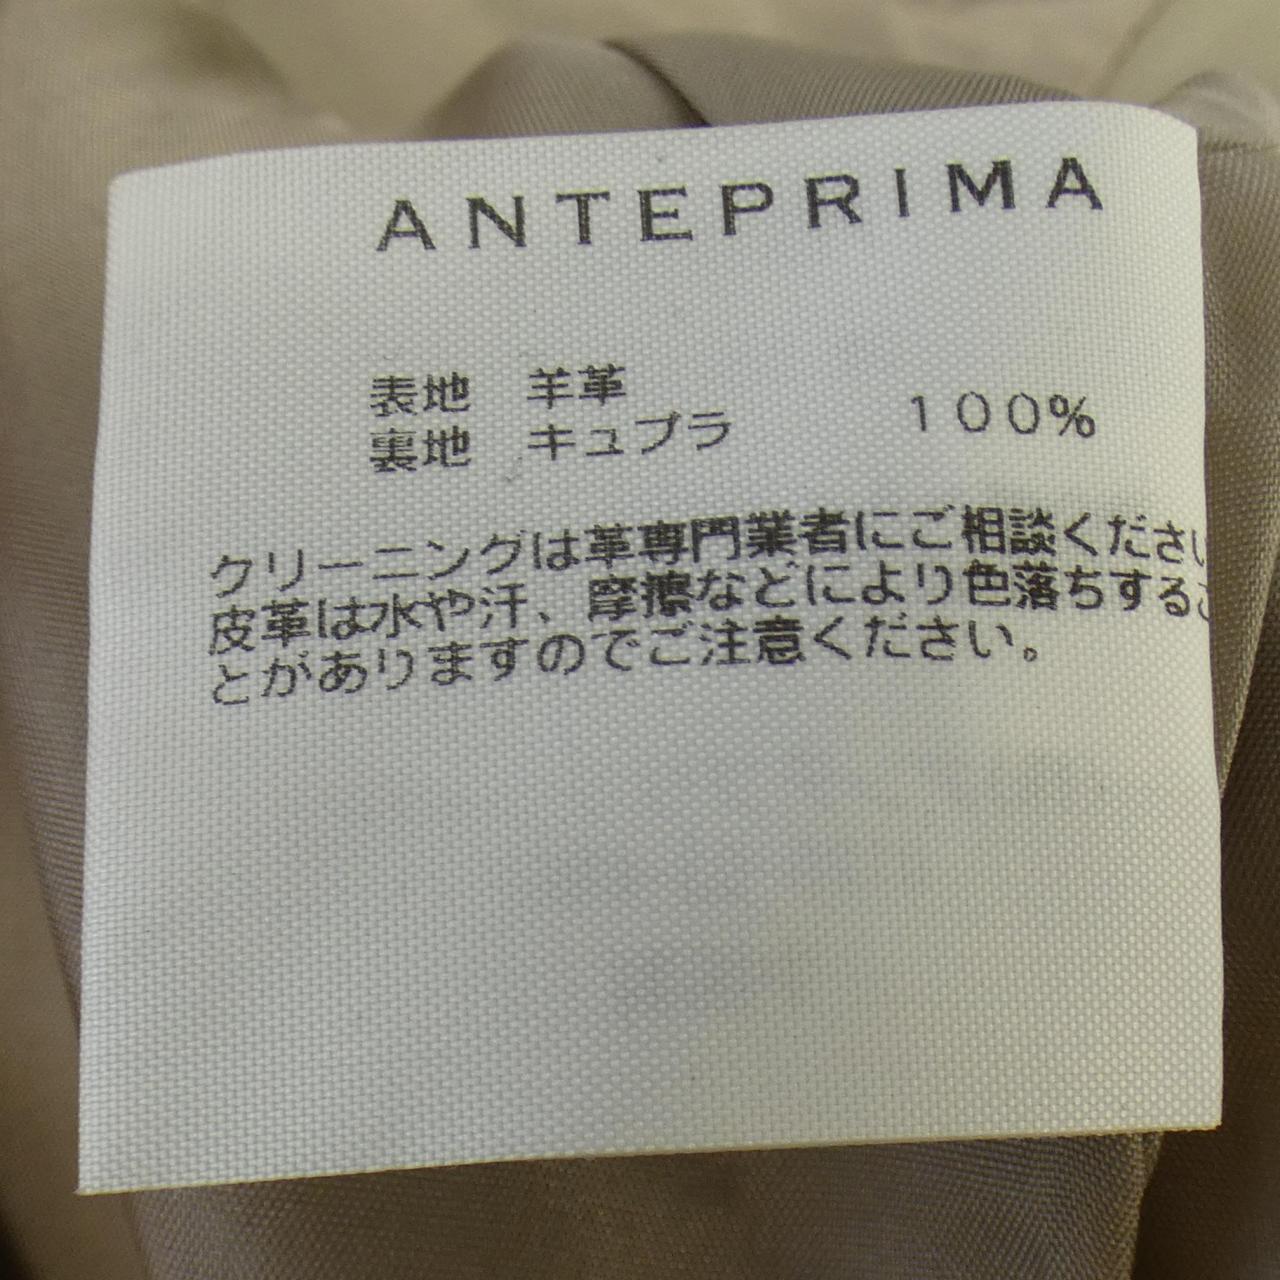 ANTEPRIMA
表地 羊革
裏地 キュプラ 100%
クリーニングは革専門業者にご相談ください
皮革は水や汗、摩擦などにより色落ちするこ
とがありますのでご注意ください。